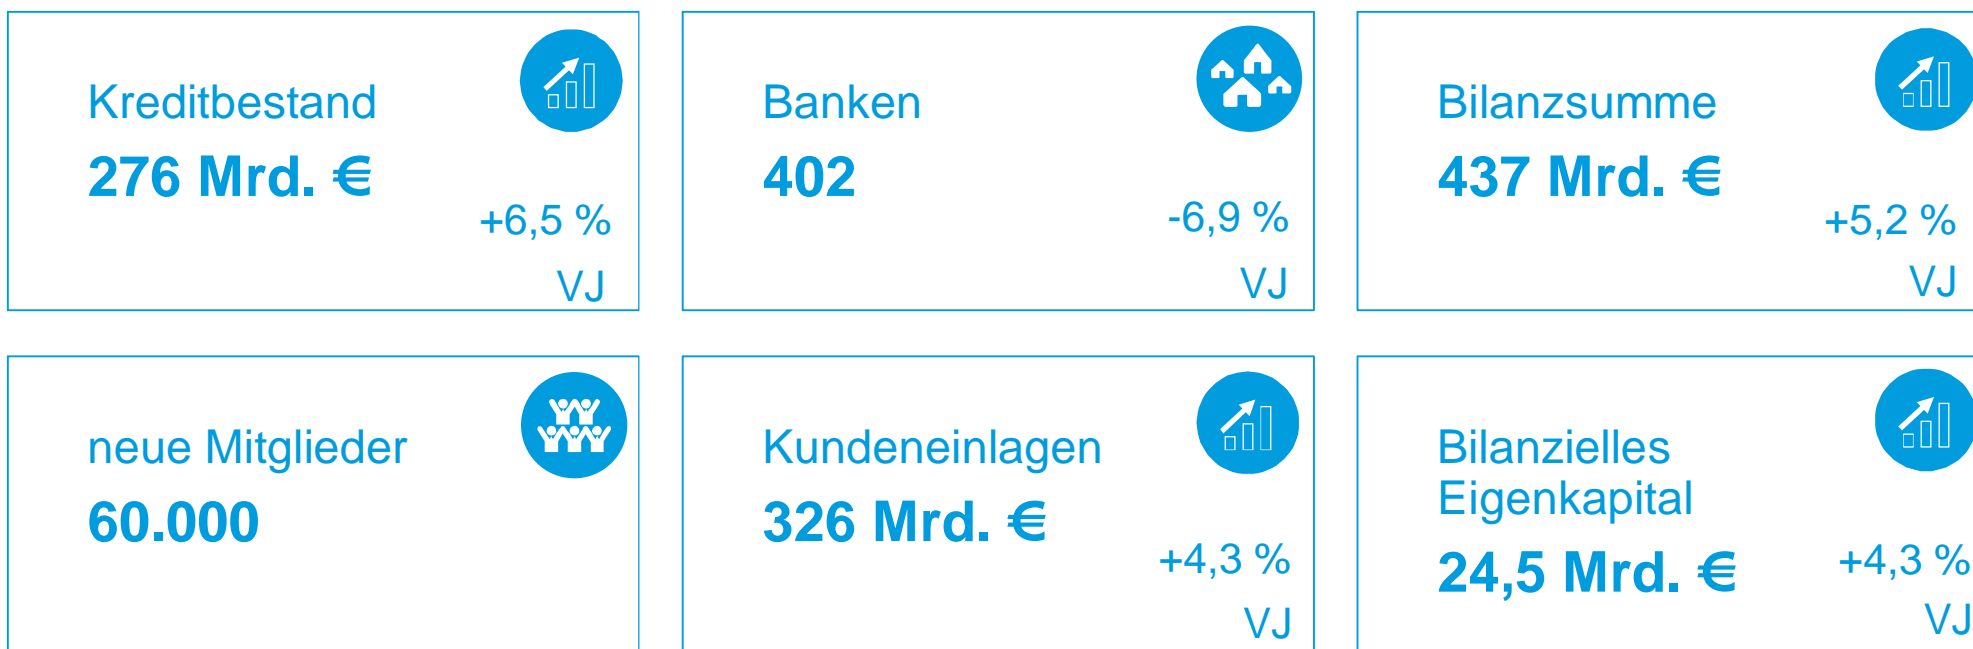 Kreditbestand
276 Mrd. €
+6,5 %
VJ
Banken
402
-6,9 %
VJ
Bilanzsumme
437 Mrd. €
+5,2 %
VJ
neue Mitglieder
60.000
Kundeneinlagen
326 Mrd. €
+4,3 %
VJ
Bilanzielles
Eigenkapital
24,5 Mrd. €
+4,3 %
VJ